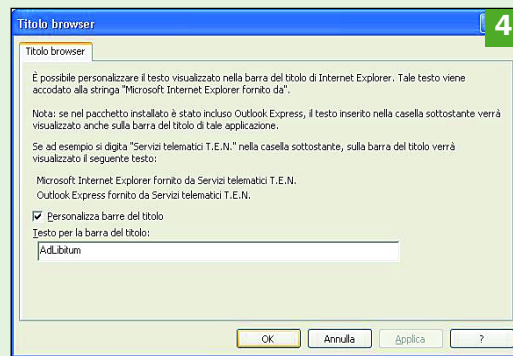 Titolo browser
4
Titolo browser
È possibile personalizzare il testo visualizzato nella barra del titolo di Internet Explorer. Tale testo viene
accodato alla stringa "Microsoft Internet Explorer fornito da".
Nota: se nel pacchetto installato è stato incluso Outlook Express, il testo inserito nella casella sottostante verrà
visualizzato anche sulla barra del titolo di tale applicazione.
Se ad esempio si digita "Servizi telematici T.E.N." nella casella sottostante, sulla barra del titolo verrà
visualizzato il seguente testo:
Microsoft Internet Explorer fornito da Servizi telematici T.E.N.
Outlook Express fornito da Servizi telematici T.E.N.
Personalizza barre del titolo
Testo per la barra del titolo:
AdLibitum
OK Annulla Applica ?